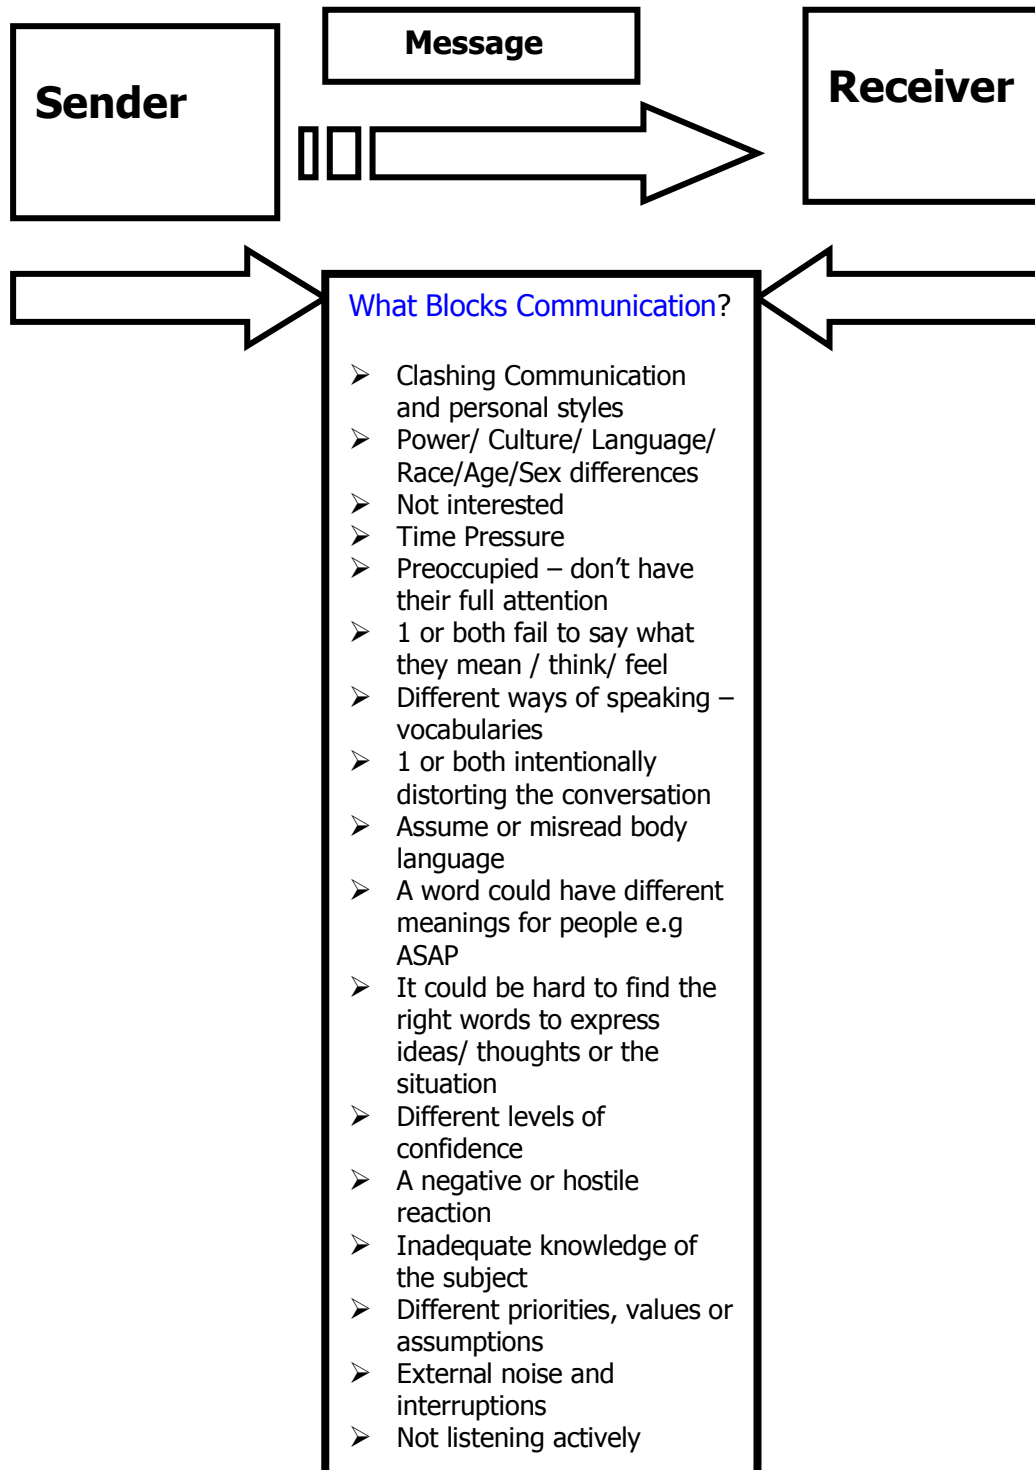 Message
Sender
Receiver
What Blocks Communication?
➢ Clashing Communication
and personal styles
➢ Power/ Culture/ Language/
Race/Age/Sex differences
➢ Not interested
➢ Time Pressure
➢ Preoccupied – don’t have
their full attention
➢ 1 or both fail to say what
they mean / think/ feel
➢ Different ways of speaking –
vocabularies
➢ 1 or both intentionally
distorting the conversation
➢ Assume or misread body
language
➢ A word could have different
meanings for people e.g
ASAP
➢ It could be hard to find the
right words to express
ideas/ thoughts or the
situation
➢ Different levels of
confidence
➢ A negative or hostile
reaction
➢ Inadequate knowledge of
the subject
➢ Different priorities, values or
assumptions
➢ External noise and
interruptions
➢ Not listening actively